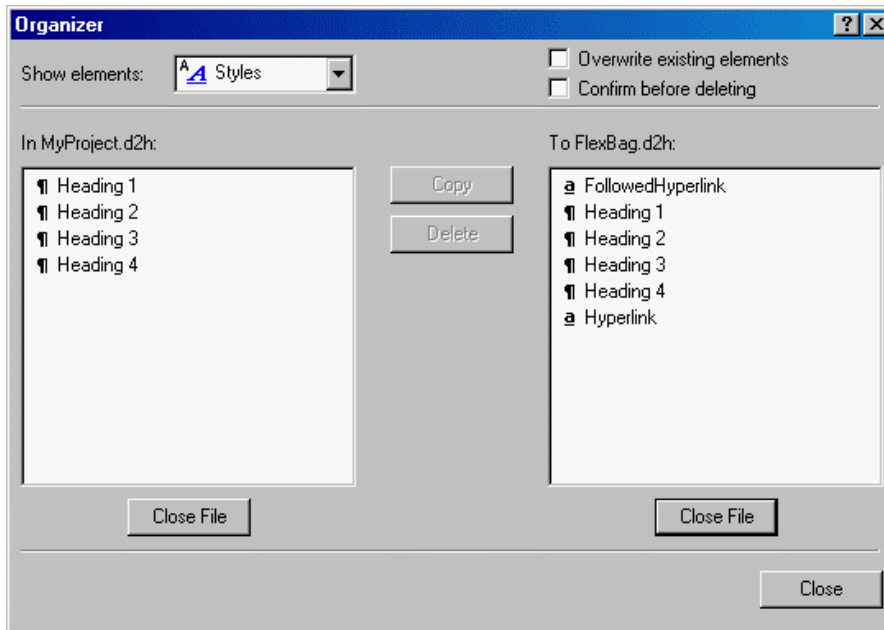 Organizer
Show elements:
Styles
Overwrite existing elements
Confirm before deleting
In MyProject.d2h:
To FlexBag.d2h:
¶ Heading 1
¶ Heading 2
¶ Heading 3
¶ Heading 4
Copy
Delete
a FollowedHyperlink
¶ Heading 1
¶ Heading 2
¶ Heading 3
¶ Heading 4
a Hyperlink
Close File
Close File
Close